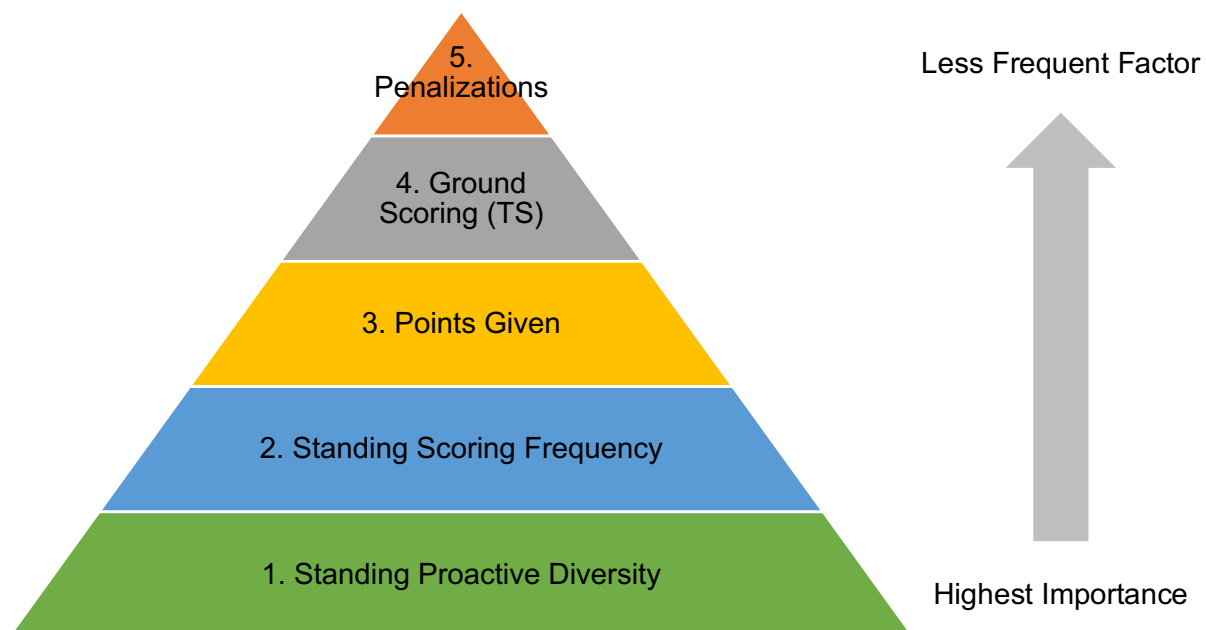 5.
Penalizations
Less Frequent Factor
4. Ground
Scoring (TS)
3. Points Given
2. Standing Scoring Frequency
1. Standing Proactive Diversity
Highest Importance